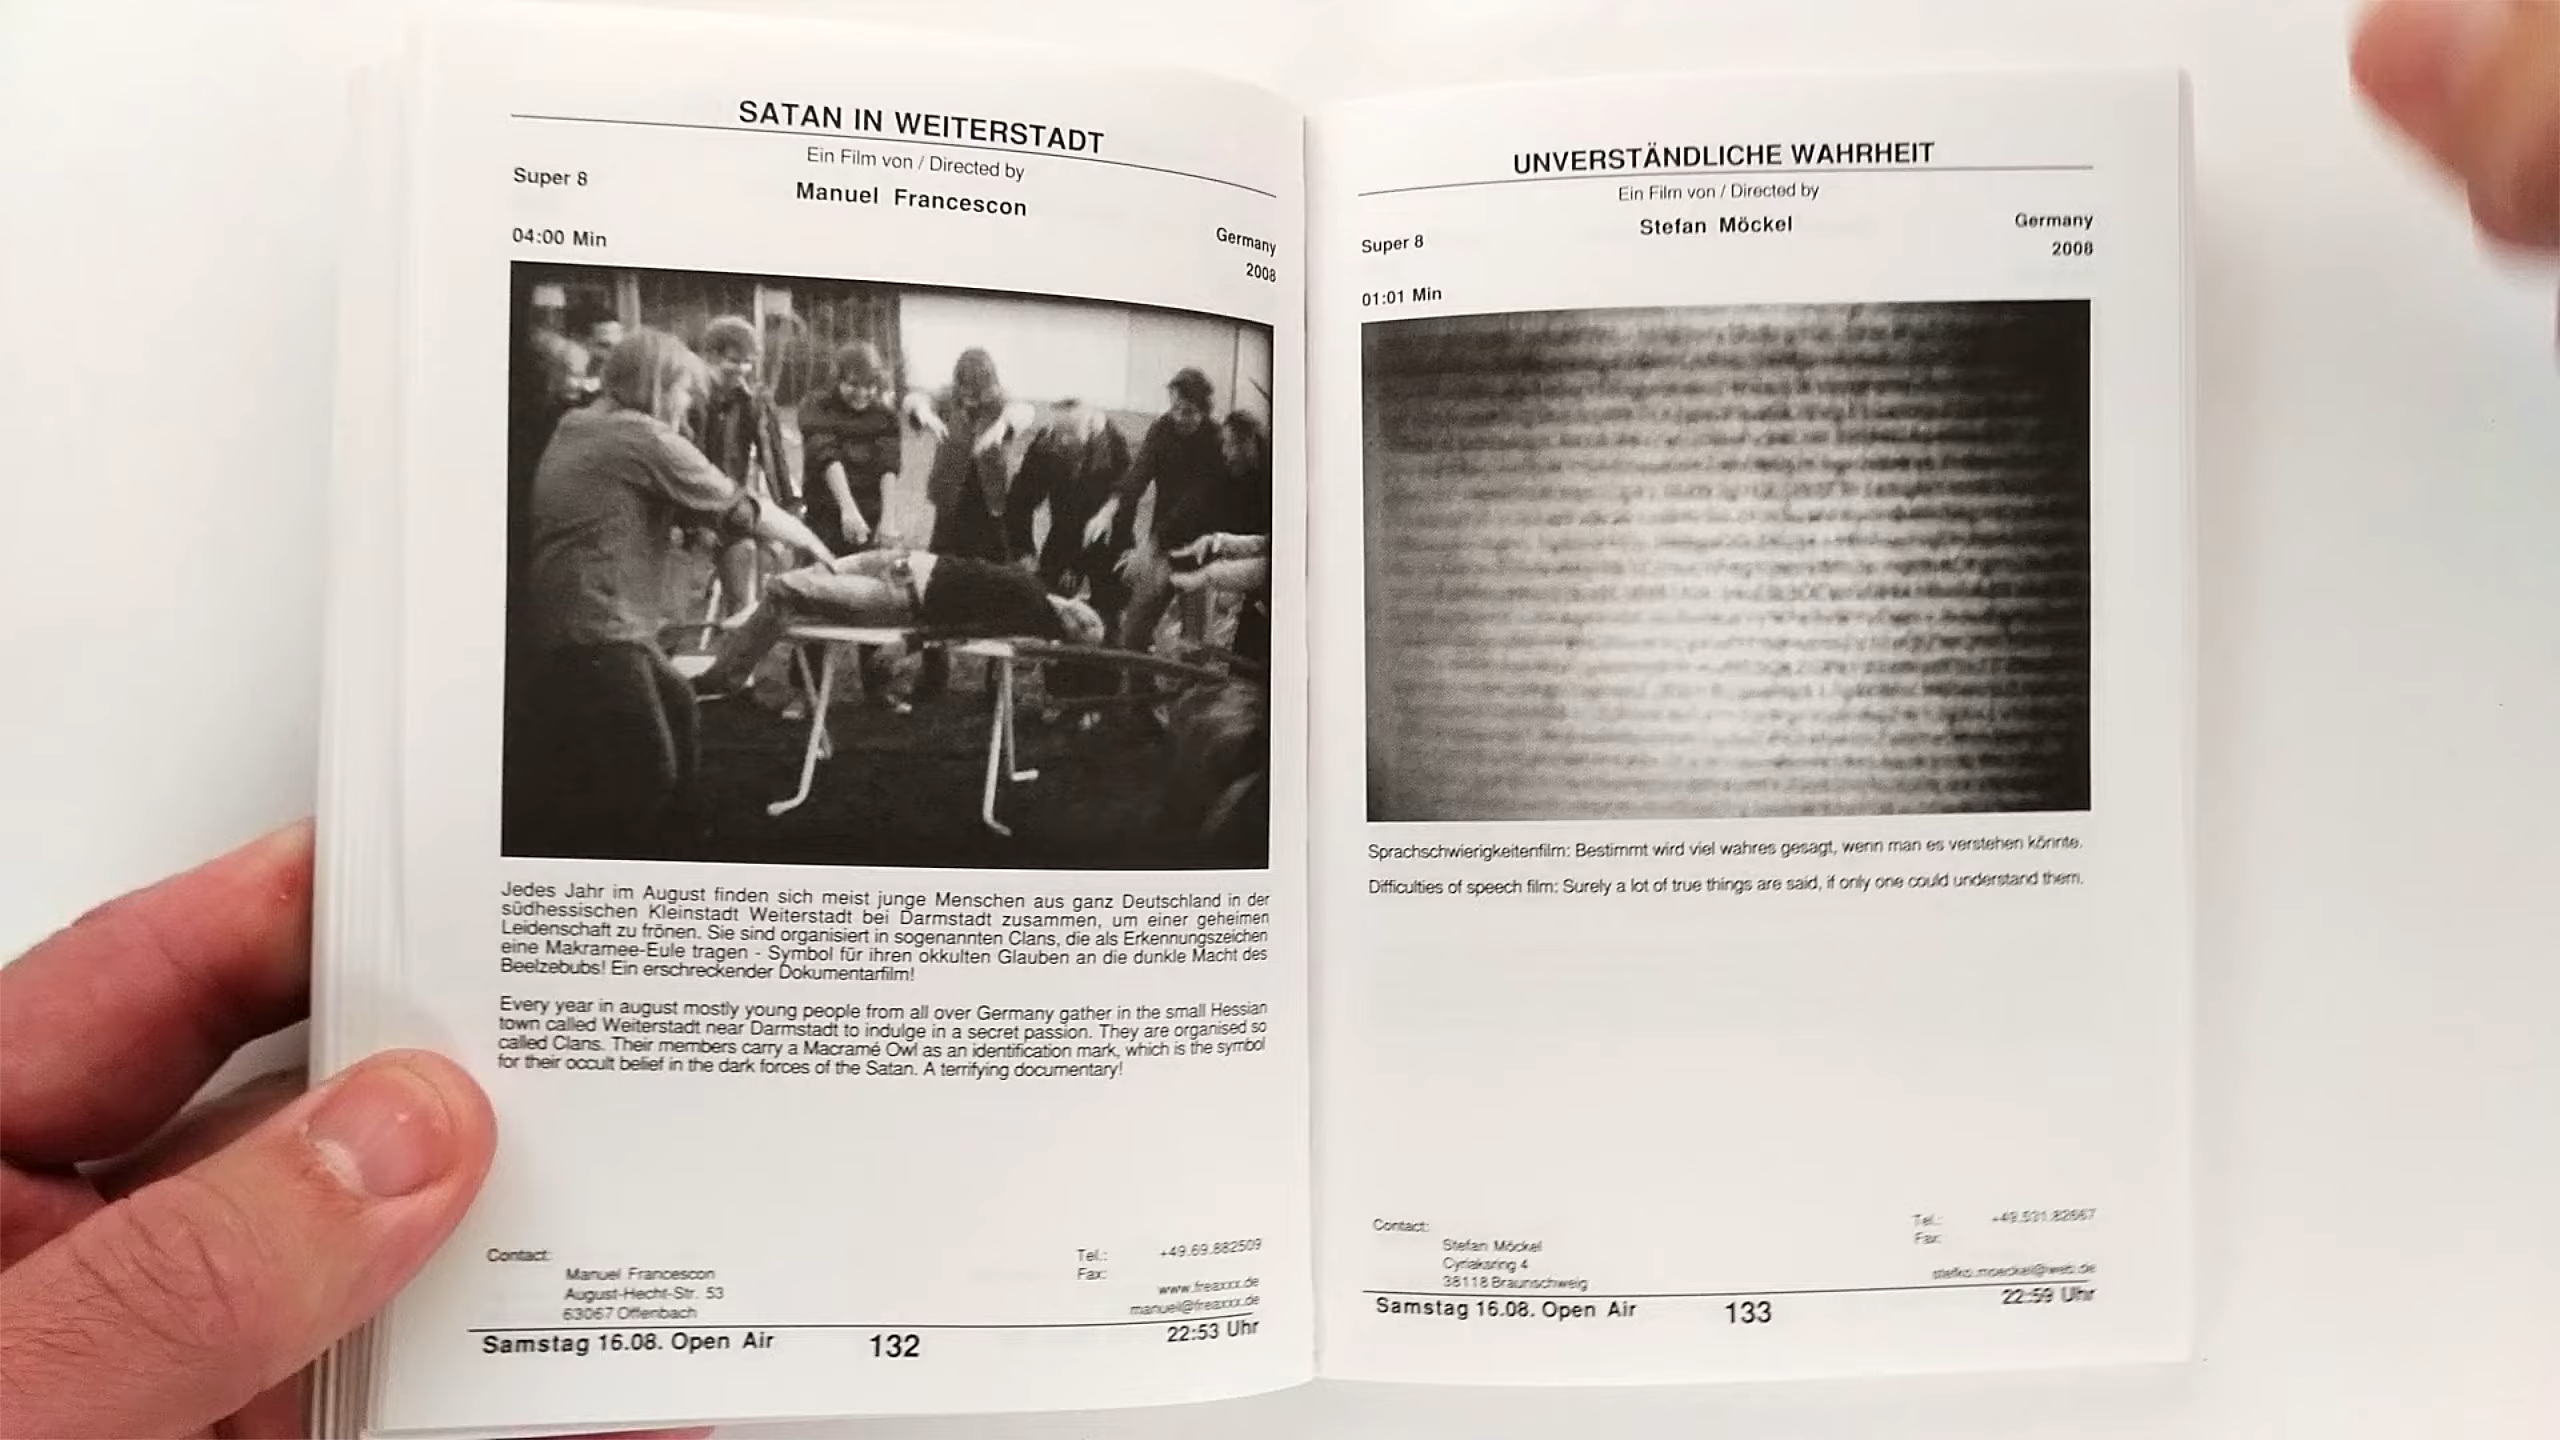 SATAN IN WEITERSTADT
Ein Film von / Directed by
Super 8
Manuel Francescon
04:00 Min
Germany
2008
Jedes Jahr im August finden sich meist junge Menschen aus ganz Deutschland in der
südhessischen Kleinstadt Weiterstadt bei Darmstadt zusammen, um einer geheimen
Leidenschaft zu frönen. Sie sind organisiert in sogenannten Clans, die als Erkennungszeichen
eine Makramee-Eule tragen - Symbol für ihren okkulten Glauben an die dunkle Macht des
Beelzebubs! Ein erschreckender Dokumentarfilm!
Every year in august mostly young people from all over Germany gather in the small Hessian
town called Weiterstadt near Darmstadt to indulge in a secret passion. They are organised so
called Clans. Their members carry a Macramé Owl as an identification mark, which is the symbol
for their occult belief in the dark forces of the Satan. A terrifying documentary!
Contact:
Manuel Francescon
August-Hecht-Str. 53
63067 Offenbach
Tel.: +49.69.882509
Fax:
www.freaxxx.de
manuel@freaxxx.de
Samstag 16.08. Open Air 132 22:53 Uhr
UNVERSTÄNDLICHE WAHRHEIT
Ein Film von / Directed by
Stefan Möckel
Super 8
Germany
2008
01:01 Min
Sprachschwierigkeitenfilm: Bestimmt wird viel wahres gesagt, wenn man es verstehen könnte.
Difficulties of speech film: Surely a lot of true things are said, if only one could understand them.
Contact:
Stefan Möckel
Cyriaksring 4
38118 Braunschweig
Tel.: +49.531.82667
Fax:
Samstag 16.08. Open Air 133 22:59 Uhr